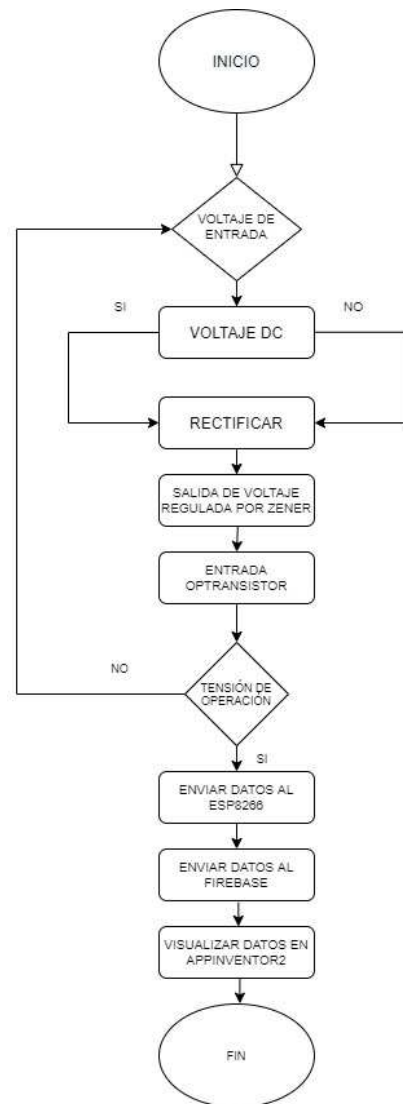 INICIO
VOLTAJE DE
ENTRADA
SI
NO
VOLTAJE DC
RECTIFICAR
SALIDA DE VOLTAJE
REGULADA POR ZENER
ENTRADA
OPTRANSISTOR
NO
TENSIÓN DE
OPERACIÓN
SI
ENVIAR DATOS AL
ESP8266
ENVIAR DATOS AL
FIREBASE
VISUALIZAR DATOS EN
APPINVENTOR2
FIN